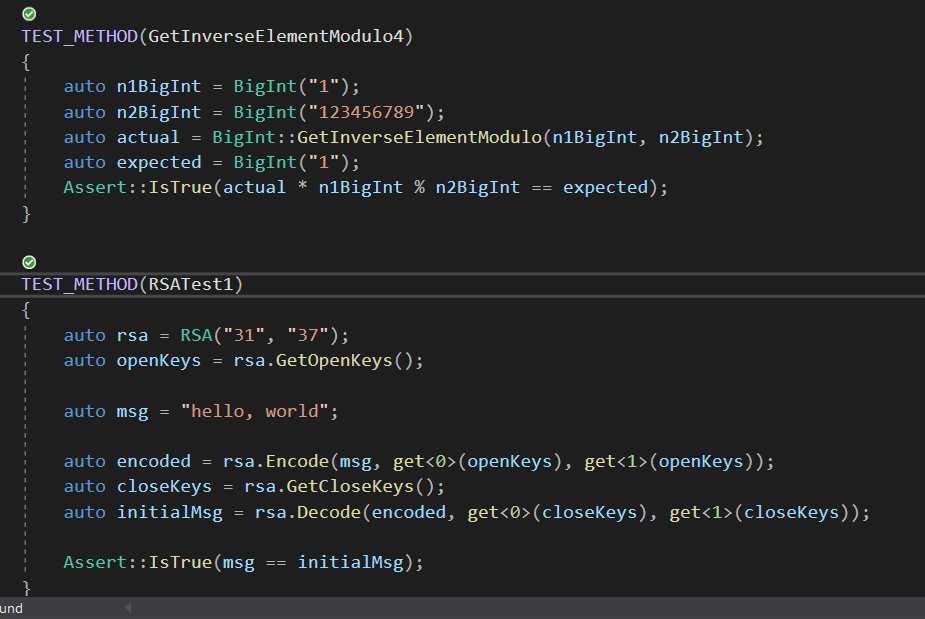 TEST_METHOD(GetInverseElementModulo4)
{
    auto n1BigInt = BigInt("1");
    auto n2BigInt = BigInt("123456789");
    auto actual = BigInt::GetInverseElementModulo(n1BigInt, n2BigInt);
    auto expected = BigInt("1");
    Assert::IsTrue(actual * n1BigInt % n2BigInt == expected);
}
TEST_METHOD(RSATest1)
{
    auto rsa = RSA("31", "37");
    auto openKeys = rsa.GetOpenKeys();
    auto msg = "hello, world";
    auto encoded = rsa.Encode(msg, get<0>(openKeys), get<1>(openKeys));
    auto closeKeys = rsa.GetCloseKeys();
    auto initialMsg = rsa.Decode(encoded, get<0>(closeKeys), get<1>(closeKeys));
    Assert::IsTrue(msg == initialMsg);
}
und